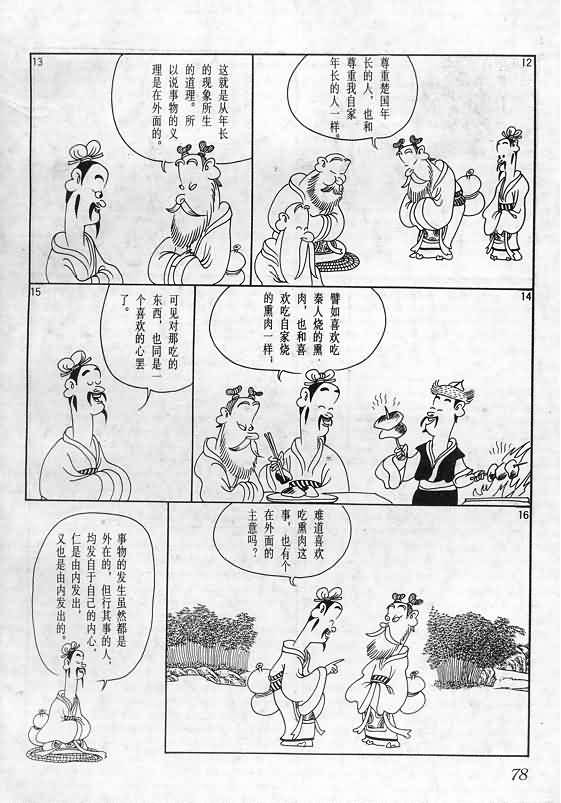 12
尊重楚国年
长的人，也和
尊重我自家
年长的人一样。
13
这就是从年长
的现象所生
的道理。所
以说事物的义
理是在外面的。
14
譬如喜欢吃
秦人烧的熏
肉，也和喜
欢吃自家烧
的熏肉一样；
15
可见对那吃的
东西，也同是一
个喜欢的心罢
了。
16
难道喜欢
吃熏肉这
事，也有个
在外面的
主意吗？
事物的发生虽然都是
外在的，但行其事的人，
均发自于自己的内心，
仁是由内发出，
义也是由内发出的。
78